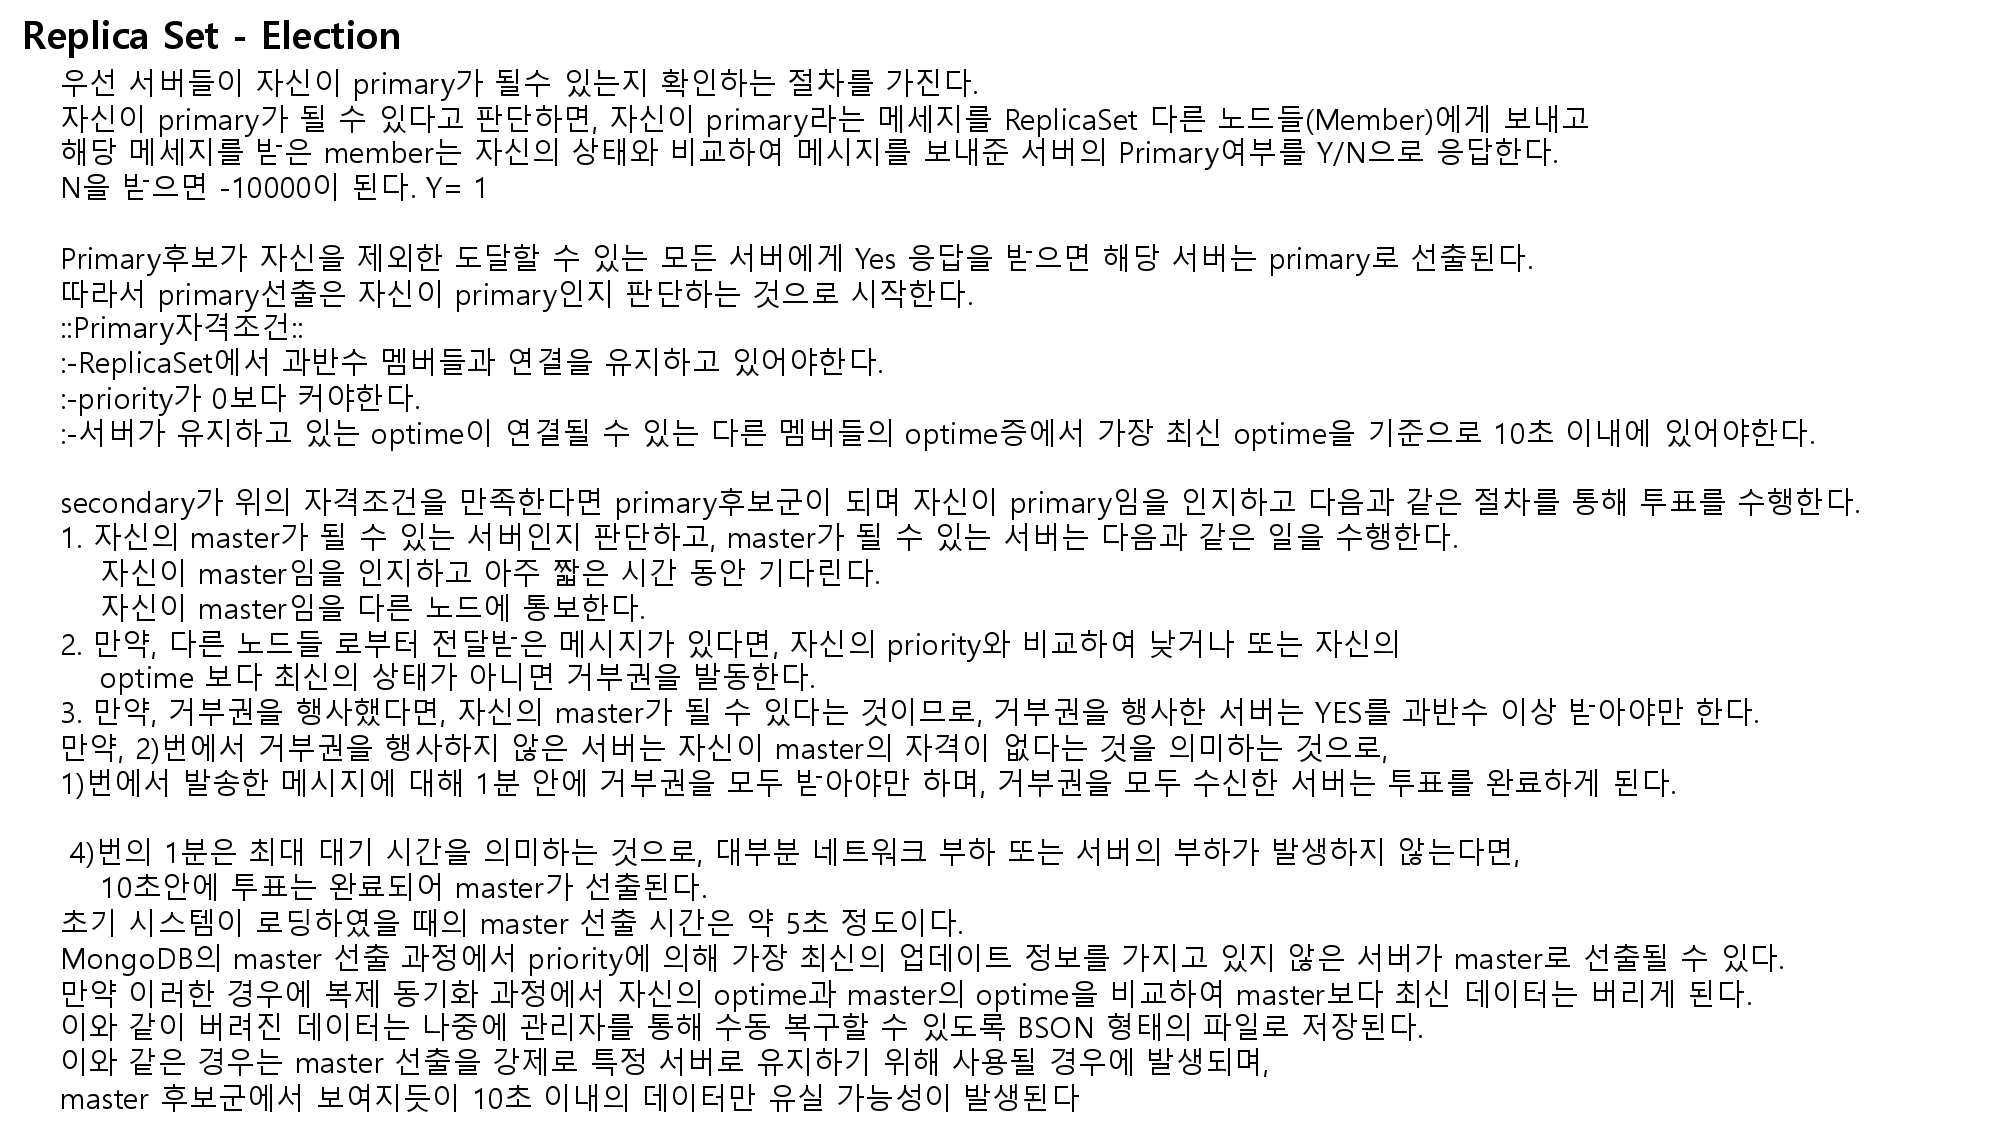 Replica Set - Election
우선 서버들이 자신이 primary가 될수 있는지 확인하는 절차를 가진다.
자신이 primary가 될 수 있다고 판단하면, 자신이 primary라는 메세지를 ReplicaSet 다른 노드들(Member)에게 보내고
해당 메세지를 받은 member는 자신의 상태와 비교하여 메시지를 보내준 서버의 Primary여부를 Y/N으로 응답한다.
N을 받으면 -10000이 된다. Y= 1
Primary후보가 자신을 제외한 도달할 수 있는 모든 서버에게 Yes 응답을 받으면 해당 서버는 primary로 선출된다.
따라서 primary선출은 자신이 primary인지 판단하는 것으로 시작한다.
::Primary자격조건::
:-ReplicaSet에서 과반수 멤버들과 연결을 유지하고 있어야한다.
:-priority가 0보다 커야한다.
:-서버가 유지하고 있는 optime이 연결될 수 있는 다른 멤버들의 optime증에서 가장 최신 optime을 기준으로 10초 이내에 있어야한다.
secondary가 위의 자격조건을 만족한다면 primary후보군이 되며 자신이 primary임을 인지하고 다음과 같은 절차를 통해 투표를 수행한다.
1. 자신의 master가 될 수 있는 서버인지 판단하고, master가 될 수 있는 서버는 다음과 같은 일을 수행한다.
자신이 master임을 인지하고 아주 짧은 시간 동안 기다린다.
자신이 master임을 다른 노드에 통보한다.
2. 만약, 다른 노드들 로부터 전달받은 메시지가 있다면, 자신의 priority와 비교하여 낮거나 또는 자신의
optime 보다 최신의 상태가 아니면 거부권을 발동한다.
3. 만약, 거부권을 행사했다면, 자신의 master가 될 수 있다는 것이므로, 거부권을 행사한 서버는 YES를 과반수 이상 받아야만 한다.
만약, 2)번에서 거부권을 행사하지 않은 서버는 자신이 master의 자격이 없다는 것을 의미하는 것으로,
1)번에서 발송한 메시지에 대해 1분 안에 거부권을 모두 받아야만 하며, 거부권을 모두 수신한 서버는 투표를 완료하게 된다.
4)번의 1분은 최대 대기 시간을 의미하는 것으로, 대부분 네트워크 부하 또는 서버의 부하가 발생하지 않는다면,
10초안에 투표는 완료되어 master가 선출된다.
초기 시스템이 로딩하였을 때의 master 선출 시간은 약 5초 정도이다.
MongoDB의 master 선출 과정에서 priority에 의해 가장 최신의 업데이트 정보를 가지고 있지 않은 서버가 master로 선출될 수 있다.
만약 이러한 경우에 복제 동기화 과정에서 자신의 optime과 master의 optime을 비교하여 master보다 최신 데이터는 버리게 된다.
이와 같이 버려진 데이터는 나중에 관리자를 통해 수동 복구할 수 있도록 BSON 형태의 파일로 저장된다.
이와 같은 경우는 master 선출을 강제로 특정 서버로 유지하기 위해 사용될 경우에 발생되며,
master 후보군에서 보여지듯이 10초 이내의 데이터만 유실 가능성이 발생된다